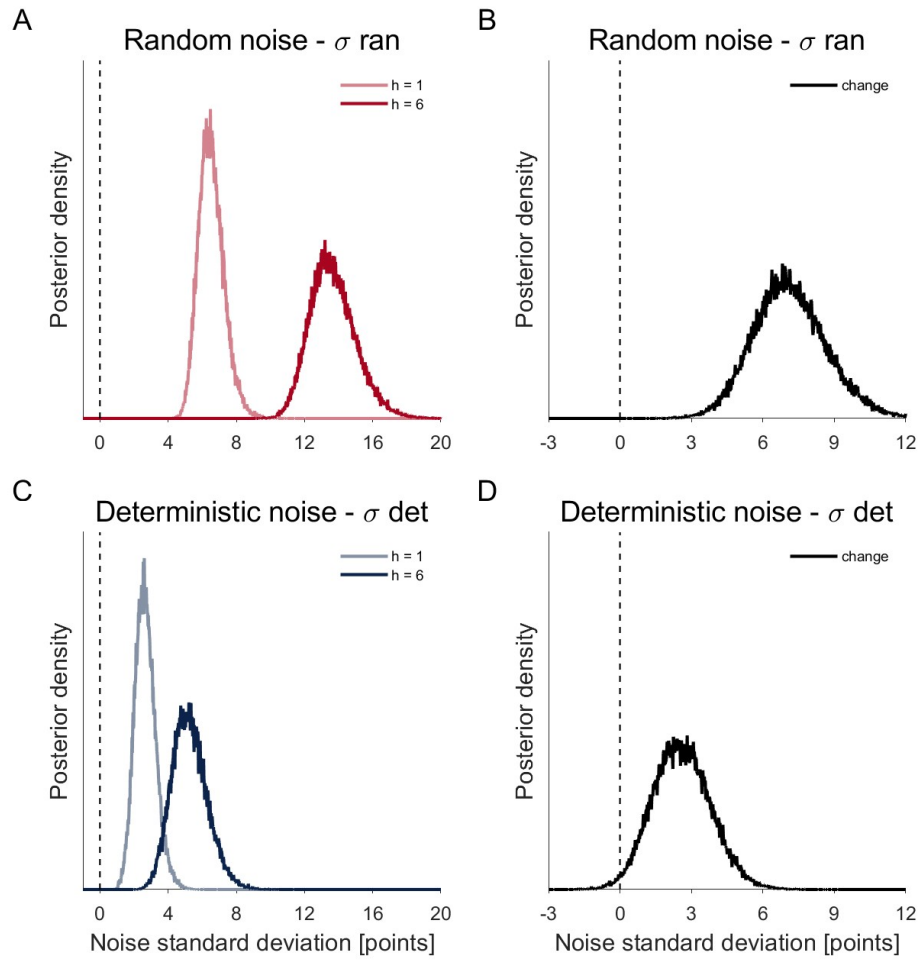 A
Random noise - σ ran
h = 1
h = 6
Posterior density
0 4 8 12 16 20
B
Random noise - σ ran
change
Posterior density
-3 0 3 6 9 12
C
Deterministic noise - σ det
h = 1
h = 6
Posterior density
0 4 8 12 16 20
Noise standard deviation [points]
D
Deterministic noise - σ det
change
Posterior density
-3 0 3 6 9 12
Noise standard deviation [points]